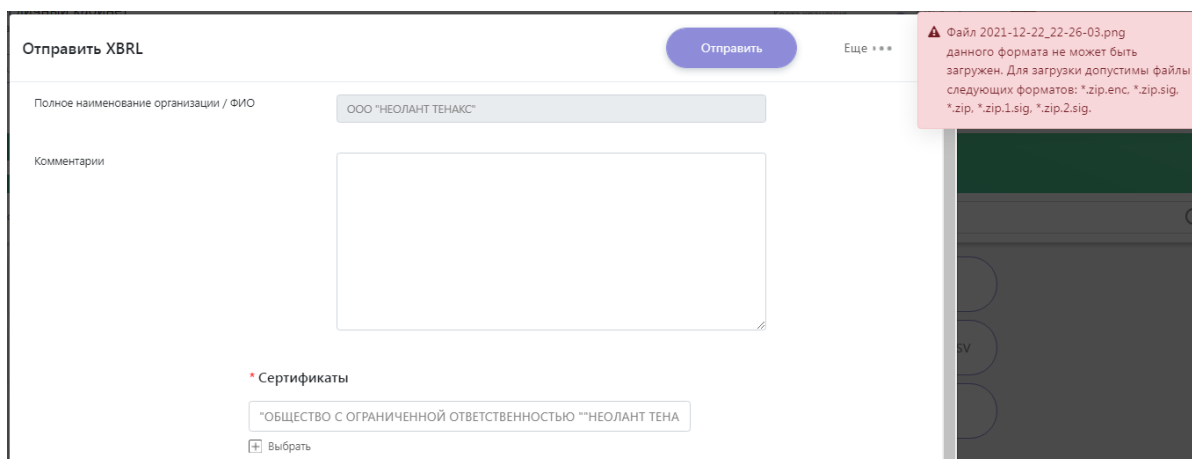 Отправить XBRL
Отправить
Еще
Файл 2021-12-22_22-26-03.png
данного формата не может быть
загружен. Для загрузки допустимы файлы
следующих форматов: *.zip.enc, *.zip.sig,
*.zip, *.zip.1.sig, *.zip.2.sig.
Полное наименование организации / ФИО
ООО "НЕОЛАНТ ТЕНАКС"
Комментарии
* Сертификаты
"ОБЩЕСТВО С ОГРАНИЧЕННОЙ ОТВЕТСТВЕННОСТЬЮ ""НЕОЛАНТ ТЕНА
Выбрать
sv